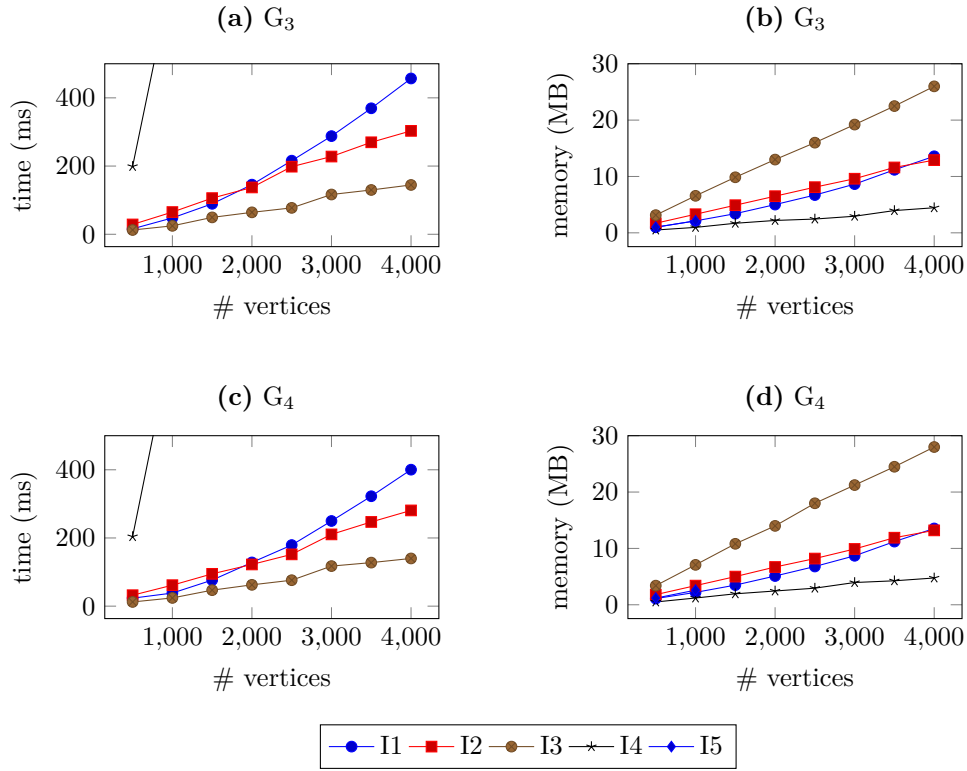 (a) G₃
(b) G₃
time (ms)
400
200
0
1,000 2,000 3,000 4,000
# vertices
memory (MB)
30
20
10
0
1,000 2,000 3,000 4,000
# vertices
(c) G₄
(d) G₄
time (ms)
400
200
0
1,000 2,000 3,000 4,000
# vertices
memory (MB)
30
20
10
0
1,000 2,000 3,000 4,000
# vertices
I1 I2 I3 I4 I5